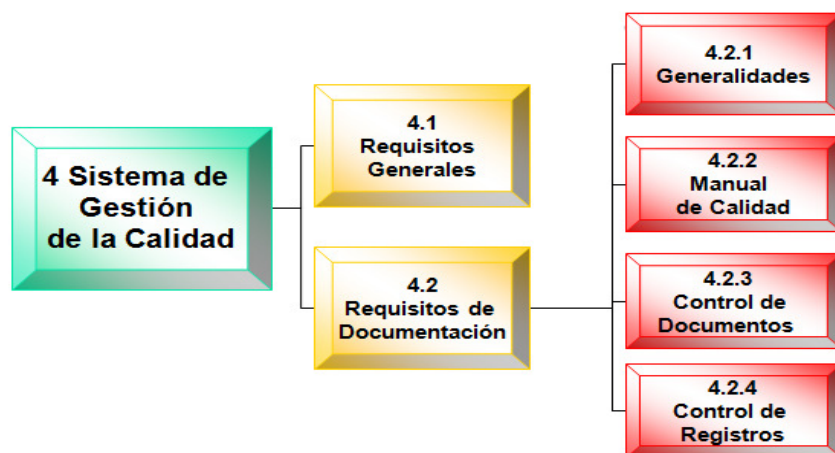 4 Sistema de
Gestión
de la Calidad
4.1
Requisitos
Generales
4.2
Requisitos de
Documentación
4.2.1
Generalidades
4.2.2
Manual
de Calidad
4.2.3
Control de
Documentos
4.2.4
Control de
Registros